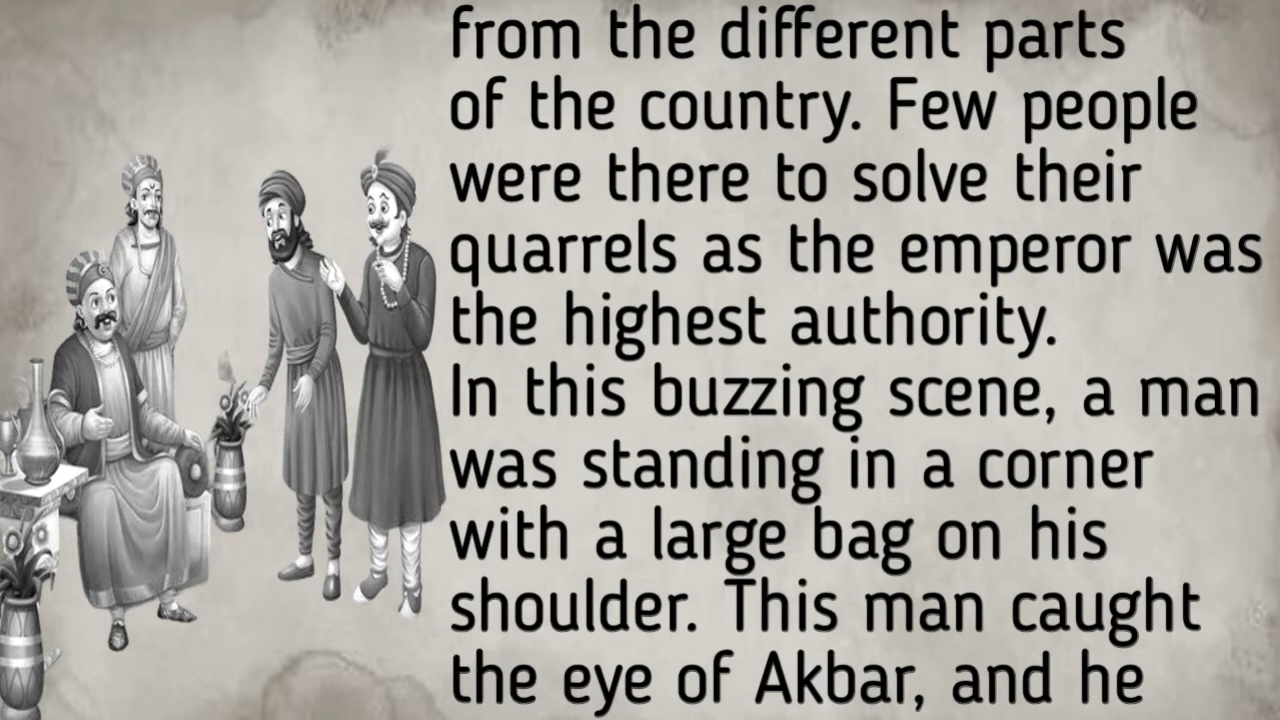 from the different parts
of the country. Few people
were there to solve their
quarrels as the emperor was
the highest authority.
In this buzzing scene, a man
was standing in a corner
with a large bag on his
shoulder. This man caught
the eye of Akbar, and he